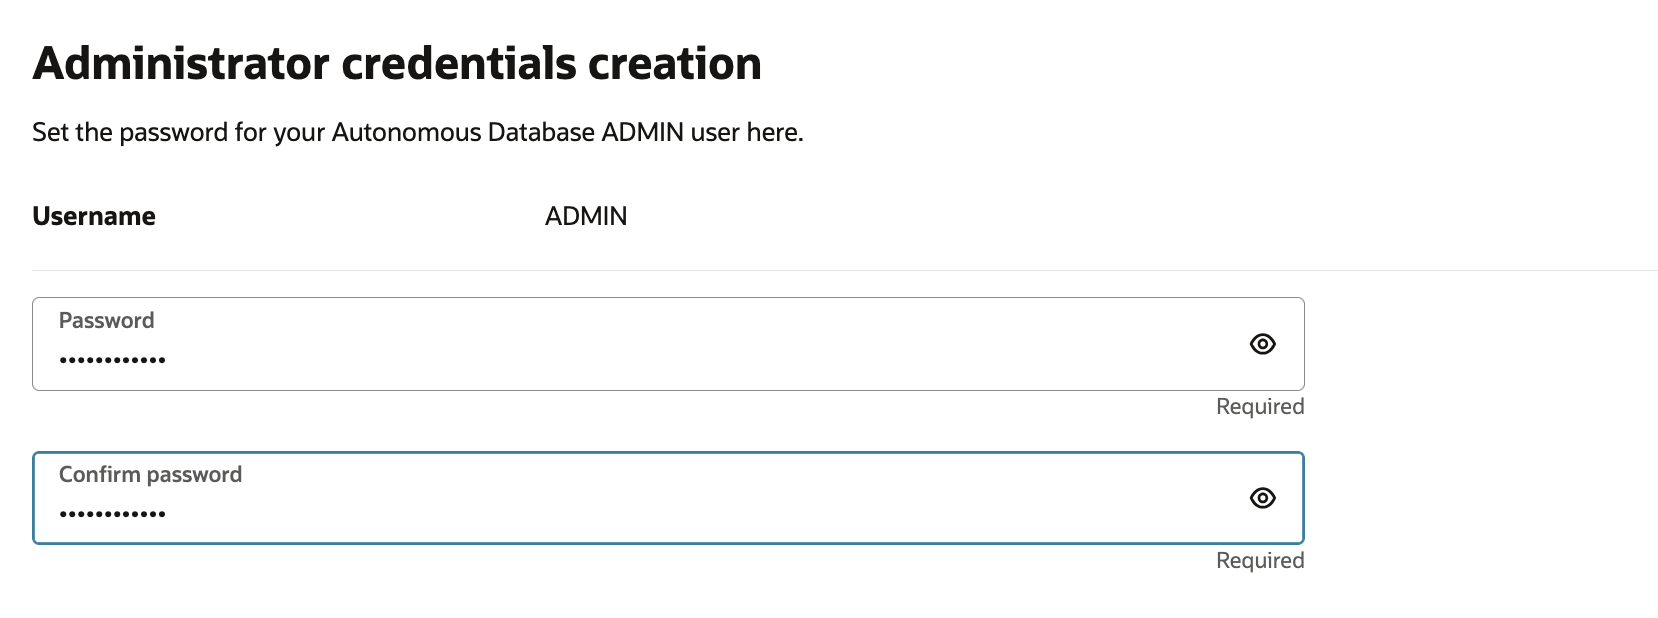 Administrator credentials creation
Set the password for your Autonomous Database ADMIN user here.
Username ADMIN
Password
••••••••••••
Required
Confirm password
••••••••••••
Required